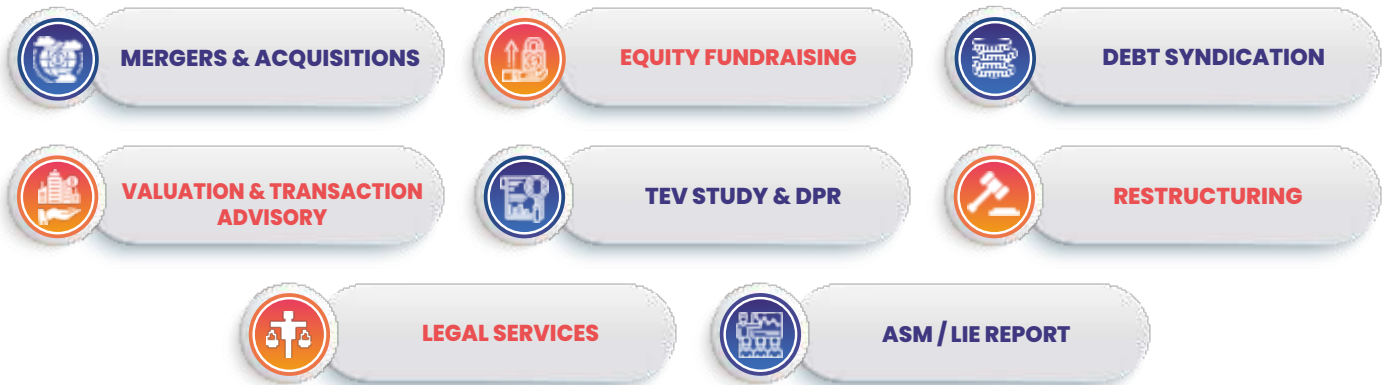 MERGERS & ACQUISITIONS
EQUITY FUNDRAISING
DEBT SYNDICATION
VALUATION & TRANSACTION
ADVISORY
TEV STUDY & DPR
RESTRUCTURING
LEGAL SERVICES
ASM / LIE REPORT